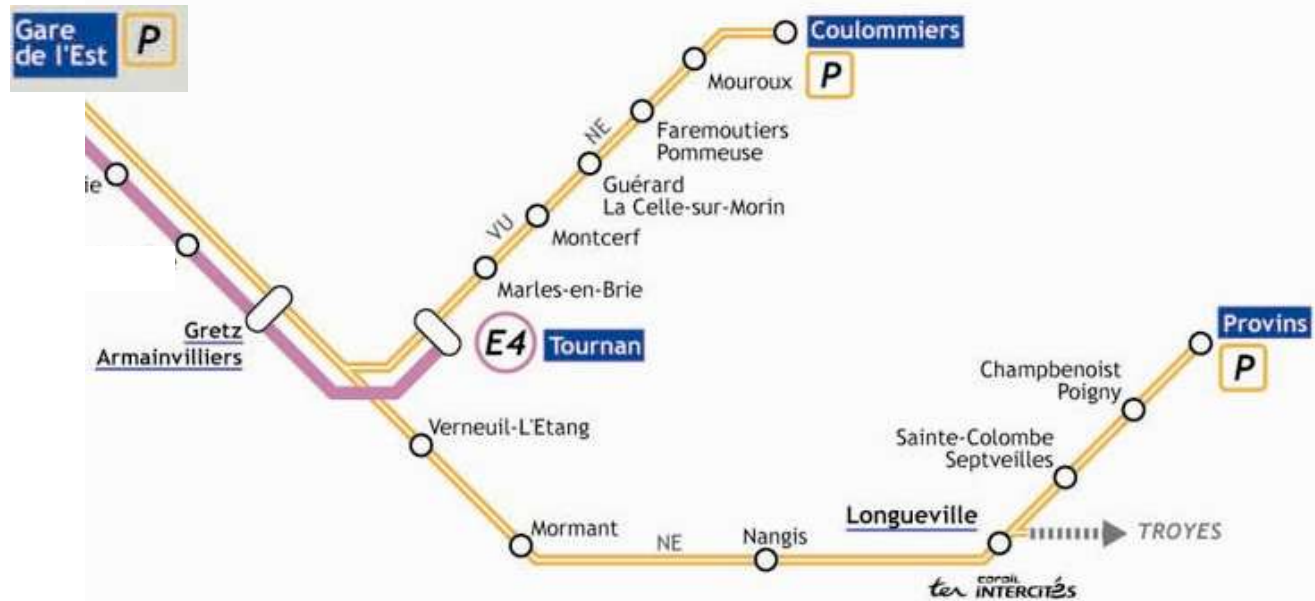 Gare
de l'Est
P
Coulommiers
P
Mouroux
Faremoutiers
Pommeuse
NE
Guérard
La Celle-sur-Morin
ie
VU
Montcerf
Marles-en-Brie
Gretz
Armainvilliers
E4
Tournan
Provins
P
Champbenoist
Poigny
Verneuil-L'Etang
Sainte-Colombe
Septveilles
Mormant
NE
Nangis
Longueville
TROYES
ter
corail
INTERCITéS